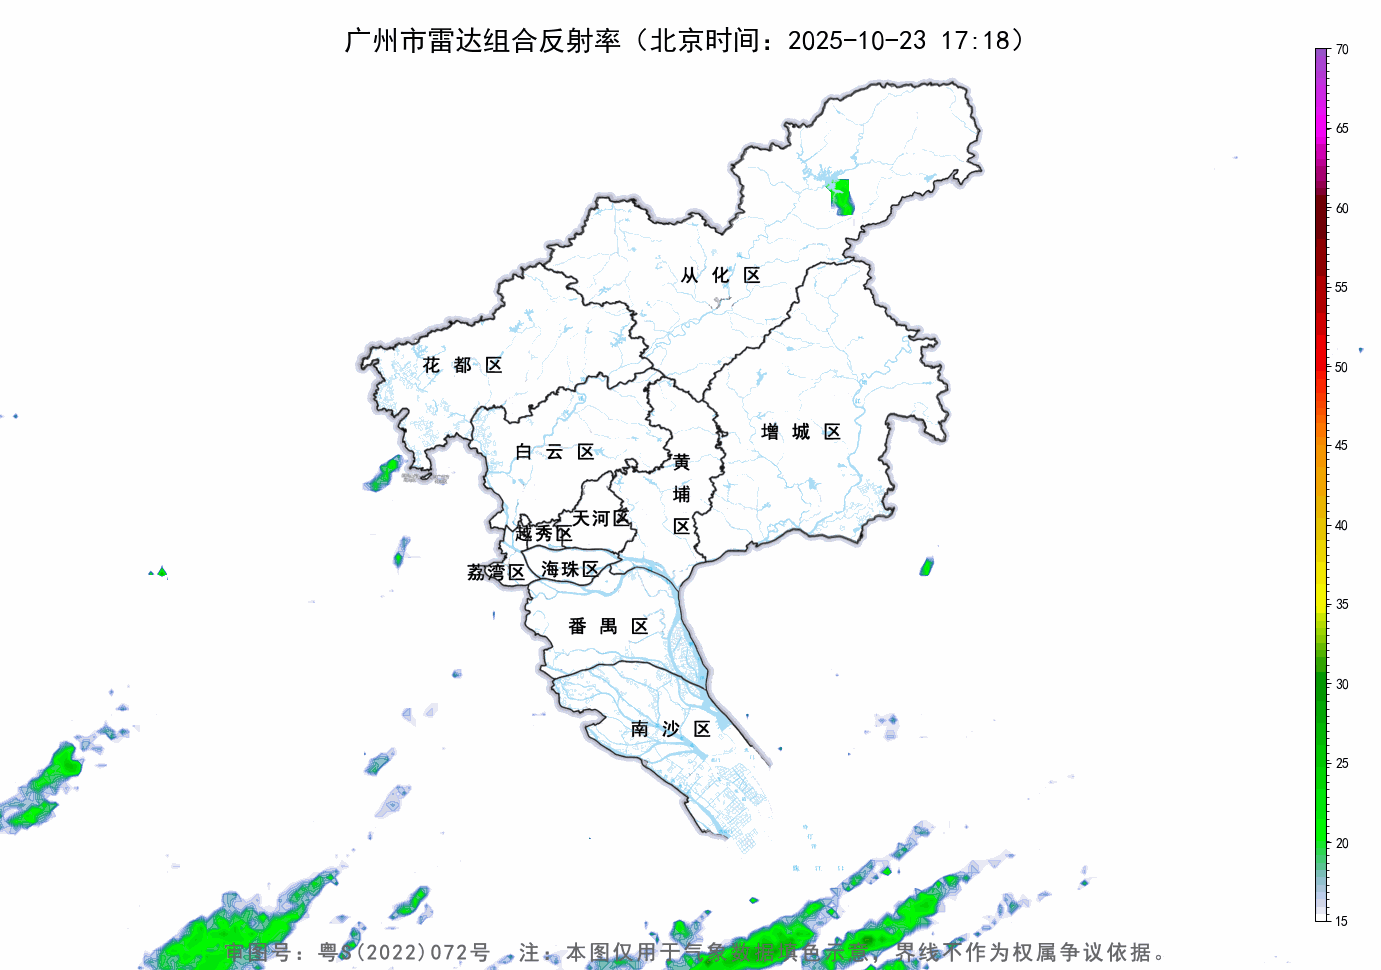 广州市雷达组合反射率（北京时间：2025-10-23 17:18）
70
65
60
55
50
45
40
35
30
25
20
15
从化区
花都区
增城区
白云区
黄埔区
天河区
越秀区
荔湾区
海珠区
番禺区
南沙区
审图号：粤S(2022)072号 注：本图仅用于气象数据填色示意，界线不作为权属争议依据。